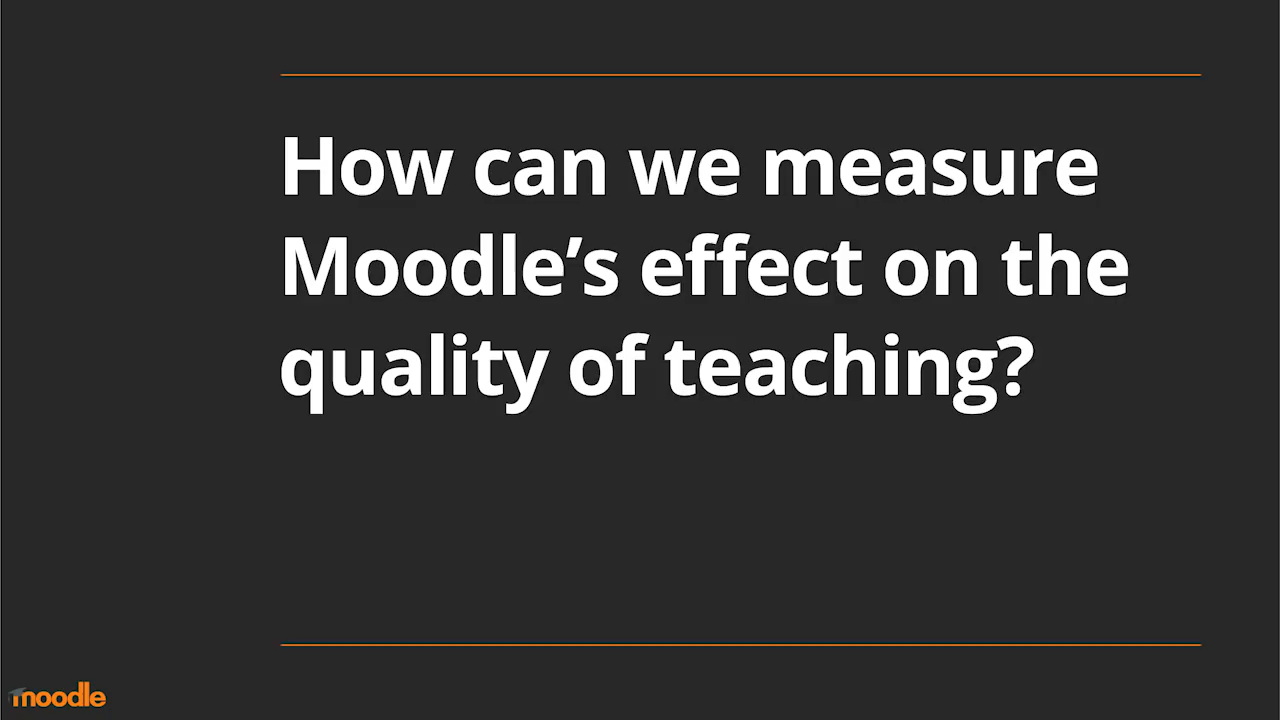 How can we measure
Moodle’s effect on the
quality of teaching?
moodle